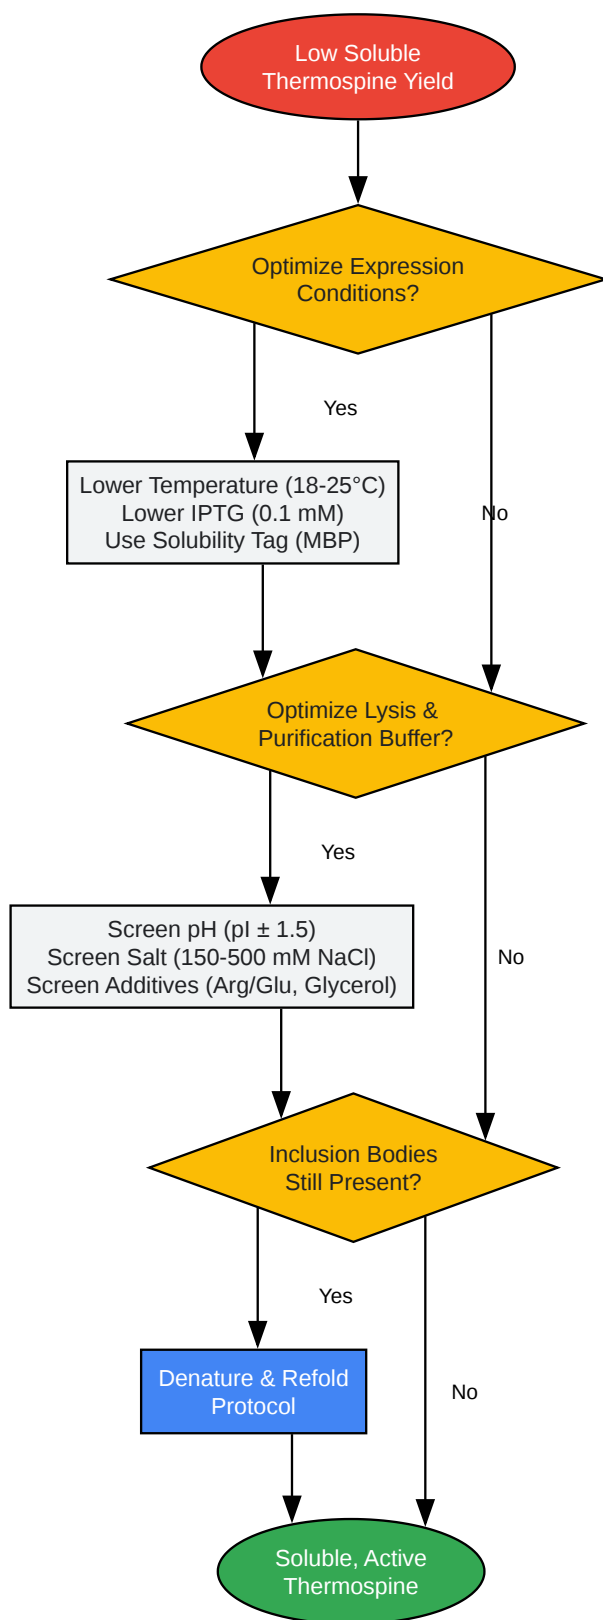 Low Soluble
Thermospine Yield
Optimize Expression
Conditions?
Yes
Lower Temperature (18-25°C)
Lower IPTG (0.1 mM)
Use Solubility Tag (MBP)
No
Optimize Lysis &
Purification Buffer?
Yes
Screen pH (pI ± 1.5)
Screen Salt (150-500 mM NaCl)
Screen Additives (Arg/Glu, Glycerol)
No
Inclusion Bodies
Still Present?
Yes
Denature & Refold
Protocol
No
Soluble, Active
Thermospine